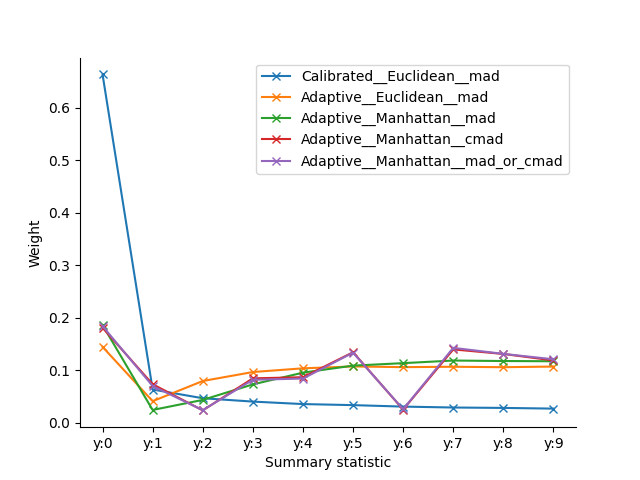 Calibrated__Euclidean__mad
Adaptive__Euclidean__mad
Adaptive__Manhattan__mad
Adaptive__Manhattan__cmad
Adaptive__Manhattan__mad_or_cmad
Weight
0.6
0.5
0.4
0.3
0.2
0.1
0.0
y:0 y:1 y:2 y:3 y:4 y:5 y:6 y:7 y:8 y:9
Summary statistic